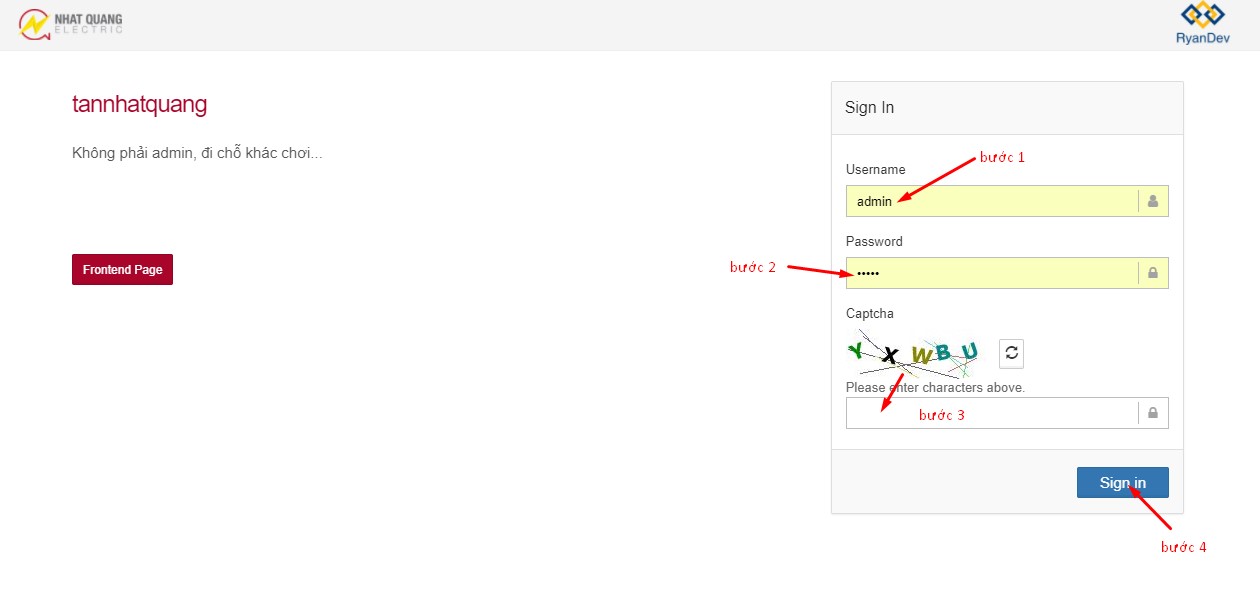 NHAT QUANG
ELECTRIC
RyanDev
tannhatquang
Không phải admin, đi chỗ khác chơi...
Frontend Page
Sign In
Username
bước 1
admin
Password
bước 2
•••••
Captcha
Y X W B U
Please enter characters above.
bước 3
Sign in
bước 4